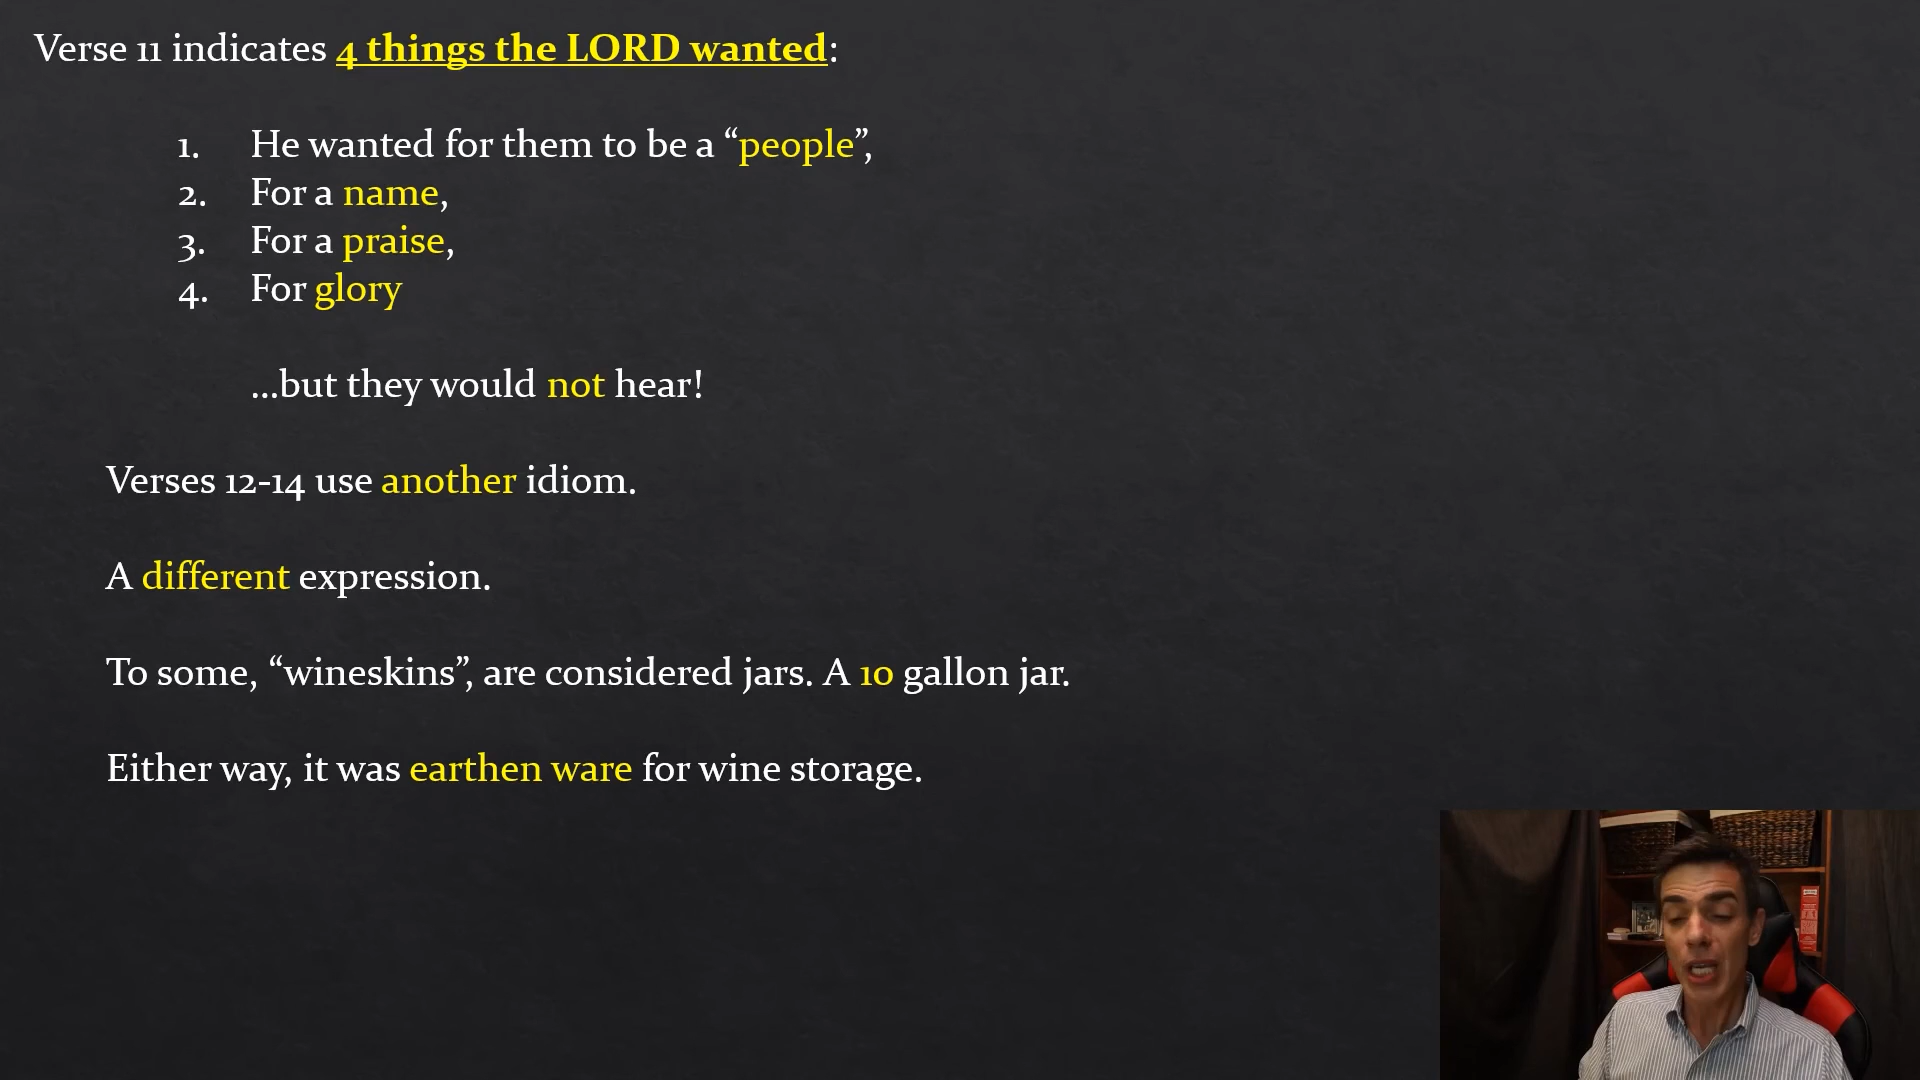 Verse 11 indicates 4 things the LORD wanted:
1. He wanted for them to be a “people”,
2. For a name,
3. For a praise,
4. For glory
…but they would not hear!
Verses 12-14 use another idiom.
A different expression.
To some, “wineskins”, are considered jars. A 10 gallon jar.
Either way, it was earthen ware for wine storage.